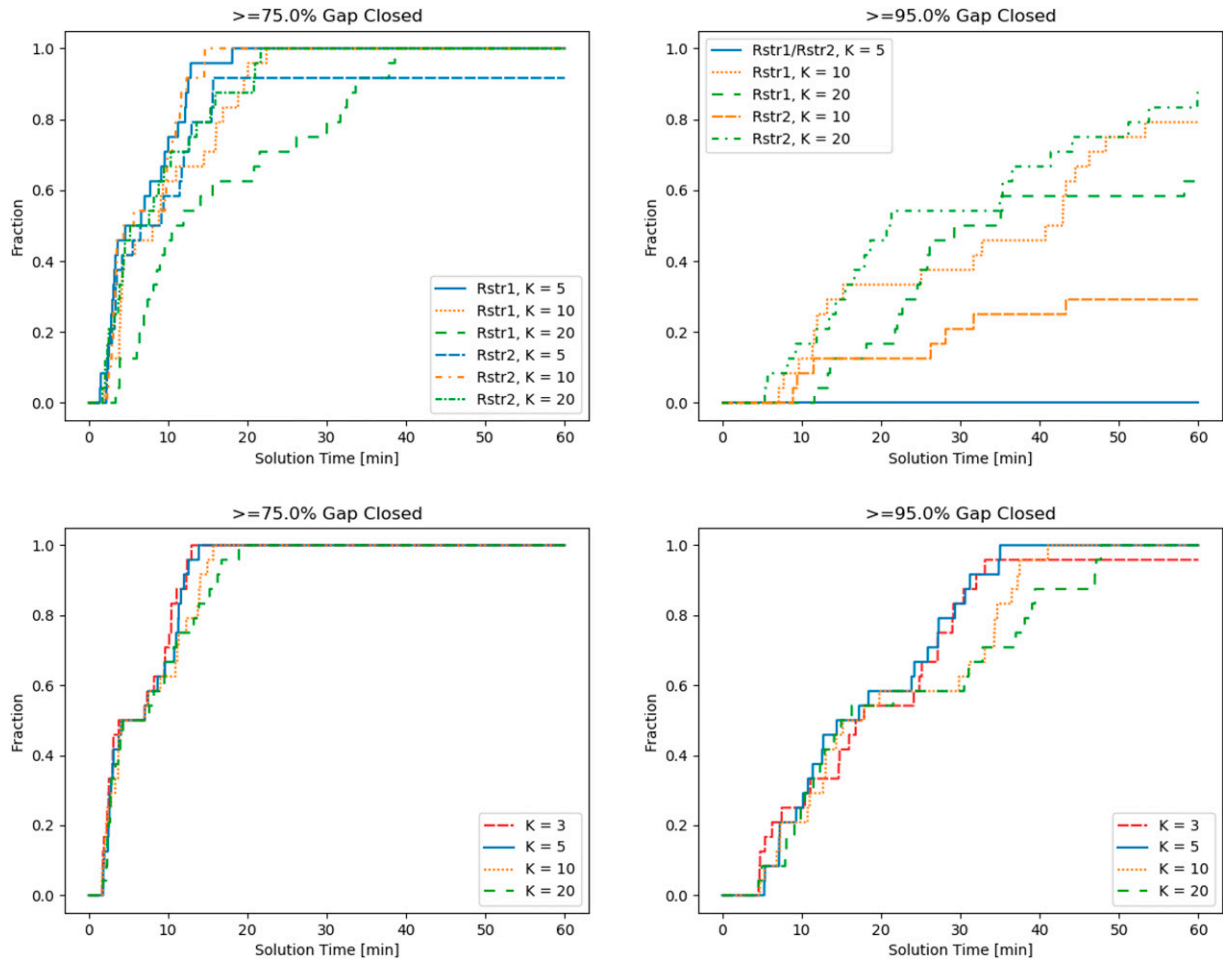 >=75.0% Gap Closed
1.0
0.8
0.6
0.4
0.2
0.0
Fraction
Rstr1, K = 5
Rstr1, K = 10
Rstr1, K = 20
Rstr2, K = 5
Rstr2, K = 10
Rstr2, K = 20
0 10 20 30 40 50 60
Solution Time [min]
>=95.0% Gap Closed
1.0
0.8
0.6
0.4
0.2
0.0
Fraction
Rstr1/Rstr2, K = 5
Rstr1, K = 10
Rstr1, K = 20
Rstr2, K = 10
Rstr2, K = 20
0 10 20 30 40 50 60
Solution Time [min]
>=75.0% Gap Closed
1.0
0.8
0.6
0.4
0.2
0.0
Fraction
K = 3
K = 5
K = 10
K = 20
0 10 20 30 40 50 60
Solution Time [min]
>=95.0% Gap Closed
1.0
0.8
0.6
0.4
0.2
0.0
Fraction
K = 3
K = 5
K = 10
K = 20
0 10 20 30 40 50 60
Solution Time [min]